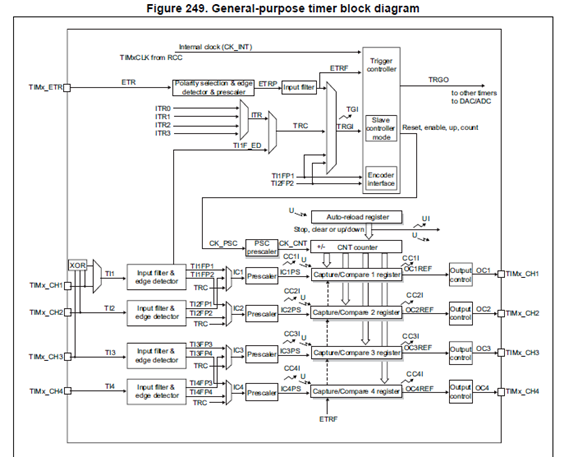 Figure 249. General-purpose timer block diagram
Internal clock (CK_INT)
TIMxCLK from RCC
Trigger
controller
TIMx_ETR
ETR
Polarity selection & edge
detector & prescaler
ETRP
Input filter
ETRF
TRGO
to other timers
to DAC/ADC
ITR0
ITR1
ITR2
ITR3
ITR
TI1F_ED
TRC
TGI
TRGI
Slave
controller
mode
Reset, enable, up, count
TI1FP1
TI2FP2
Encoder
Interface
U
Auto-reload register
UI
Stop, clear or up/down
U
CK_PSC
PSC
prescaler
CK_CNT
+/-
CNT counter
XOR
TI1
Input filter &
edge detector
TI1FP1
TI1FP2
TRC
IC1
Prescaler
CC1I
IC1PS
U
Capture/Compare 1 register
CC1I
OC1REF
Output
control
OC1
TIMx_CH1
TIMx_CH1
TIMx_CH2
TI2
Input filter &
edge detector
TI2FP1
TI2FP2
TRC
IC2
Prescaler
CC2I
IC2PS
U
Capture/Compare 2 register
CC2I
OC2REF
Output
control
OC2
TIMx_CH2
TIMx_CH3
TI3
Input filter &
edge detector
TI3FP3
TI3FP4
TRC
IC3
Prescaler
CC3I
IC3PS
U
Capture/Compare 3 register
CC3I
OC3REF
Output
control
OC3
TIMx_CH3
TIMx_CH4
TI4
Input filter &
edge detector
TI4FP3
TI4FP4
TRC
IC4
Prescaler
CC4I
IC4PS
U
Capture/Compare 4 register
CC4I
OC4REF
Output
control
OC4
TIMx_CH4
ETRF